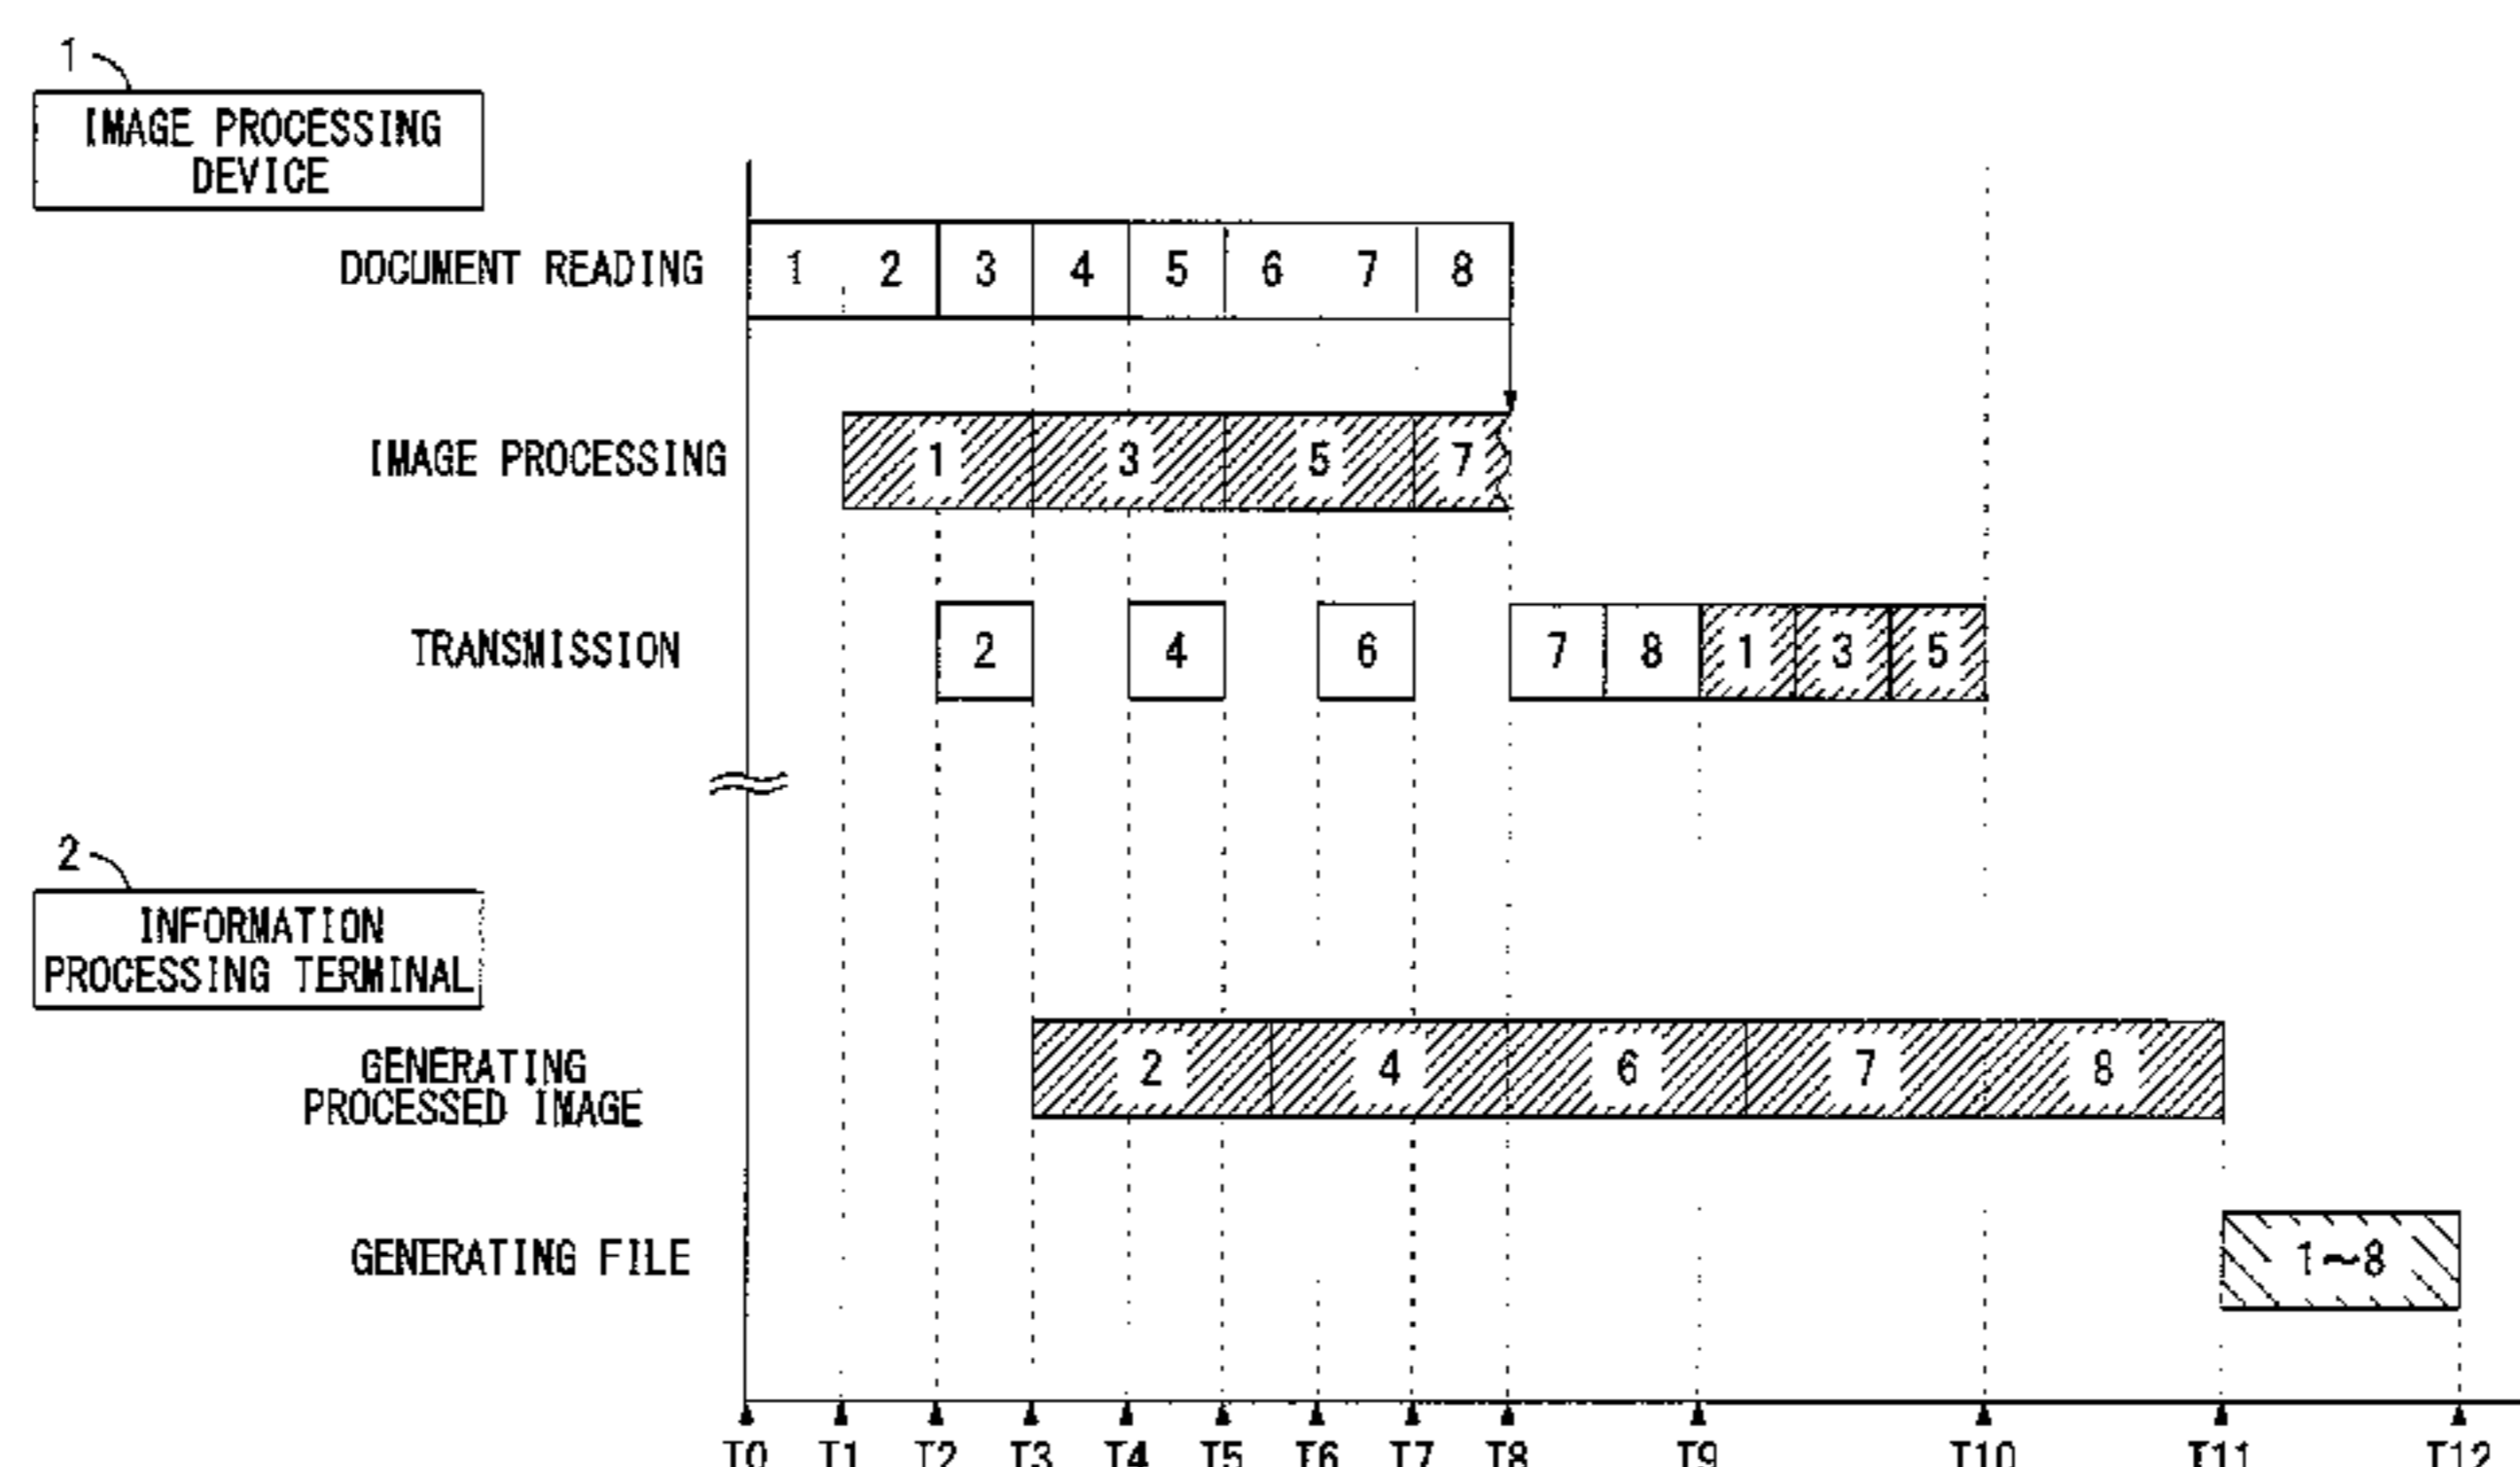 1
IMAGE PROCESSING
DEVICE
DOCUMENT READING 1 2 3 4 5 6 7 8
IMAGE PROCESSING 1 3 5 7
TRANSMISSION 2 4 6 7 8 1 3 5
2
INFORMATION
PROCESSING TERMINAL
GENERATING
PROCESSED IMAGE
2 4 6 7 8
GENERATING FILE 1~8
T0 T1 T2 T3 T4 T5 T6 T7 T8 T9 T10 T11 T12